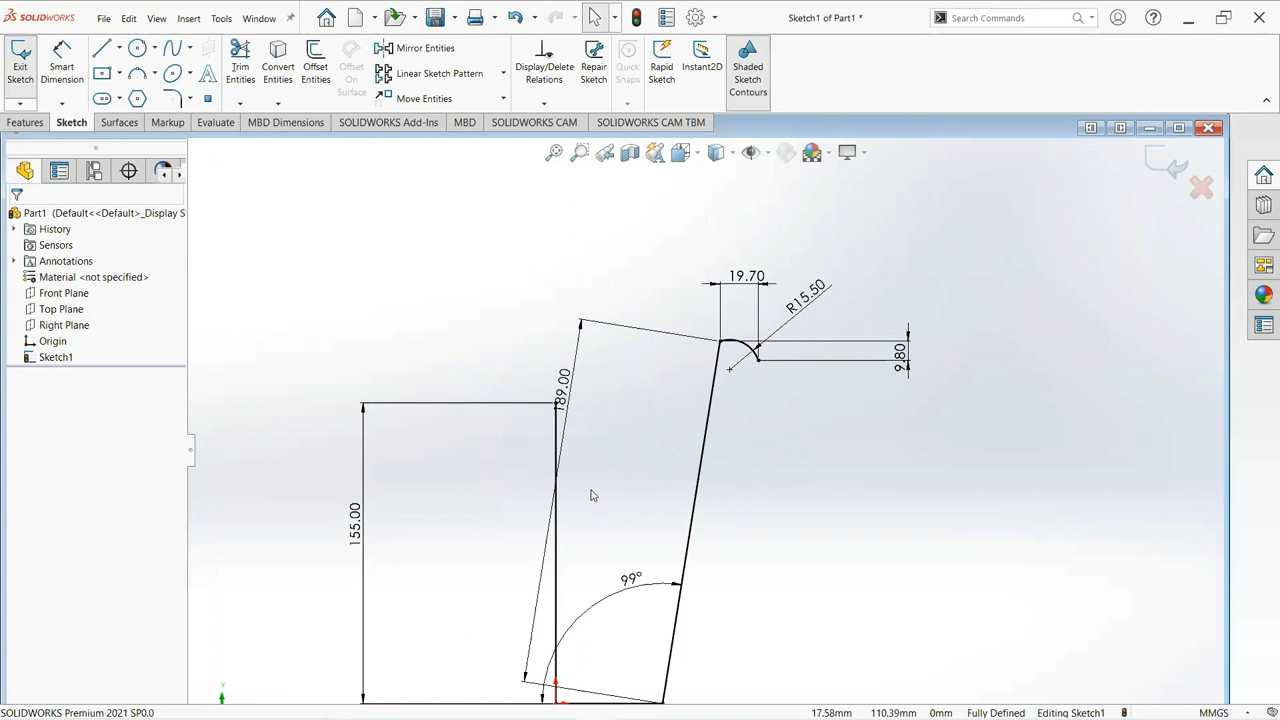 SOLIDWORKS File Edit View Insert Tools Window Sketch1 of Part1 * Search Commands
Exit Sketch Smart Dimension Trim Entities Convert Entities Offset Entities Offset On Surface Mirror Entities Linear Sketch Pattern Move Entities Display/Delete Relations Repair Sketch Quick Snaps Rapid Sketch Instant2D Shaded Sketch Contours
Features Sketch Surfaces Markup Evaluate MBD Dimensions SOLIDWORKS Add-Ins MBD SOLIDWORKS CAM SOLIDWORKS CAM TBM
Part1 (Default<<Default>_Display S
History
Sensors
Annotations
Material <not specified>
Front Plane
Top Plane
Right Plane
Origin
Sketch1
19.70
R15.50
9.80
189.00
155.00
99°
Y
SOLIDWORKS Premium 2021 SP0.0 17.58mm 110.39mm 0mm Fully Defined Editing Sketch1 MMGS